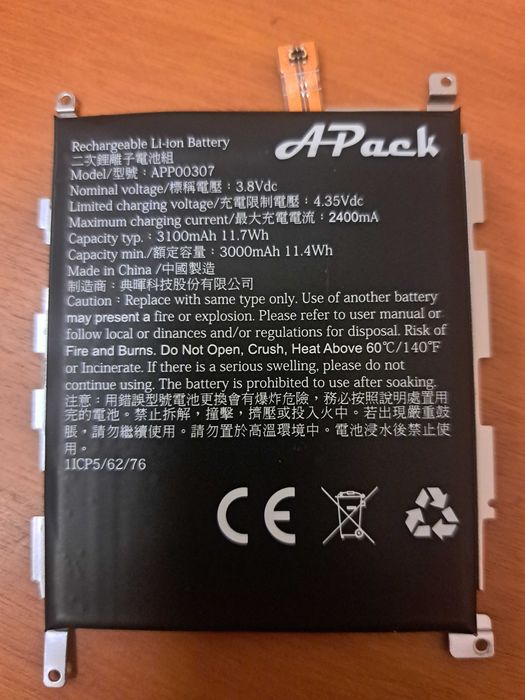 APack
Rechargeable Li-ion Battery
二次鋰離子電池組
Model/型號：APP00307
Nominal voltage/標稱電壓：3.8Vdc
Limited charging voltage/充電限制電壓：4.35Vdc
Maximum charging current/最大充電電流：2400mA
Capacity typ.：3100mAH 11.7Wh
Capacity min./額定容量：3000mAH 11.4Wh
Made in China /中國製造
製造商：典暉科技股份有限公司
Caution：Replace with same type only. Use of another battery
may present a fire or explosion. Please refer to user manual or
follow local or dinances and/or regulations for disposal. Risk of
Fire and Burns. Do Not Open, Crush, Heat Above 60°C/140°F
or Incinerate. If there is a serious swelling, please do not
continue using. The battery is prohibited to use after soaking.
注意：用錯誤型號電池更換會有爆炸危險，務必按照說明處置用
完的電池。禁止拆解，撞擊，擠壓或投入火中。若出現嚴重鼓
脹，請勿繼續使用。請勿置於高溫環境中。電池浸水後禁止使
用。
1ICP5/62/76
CE